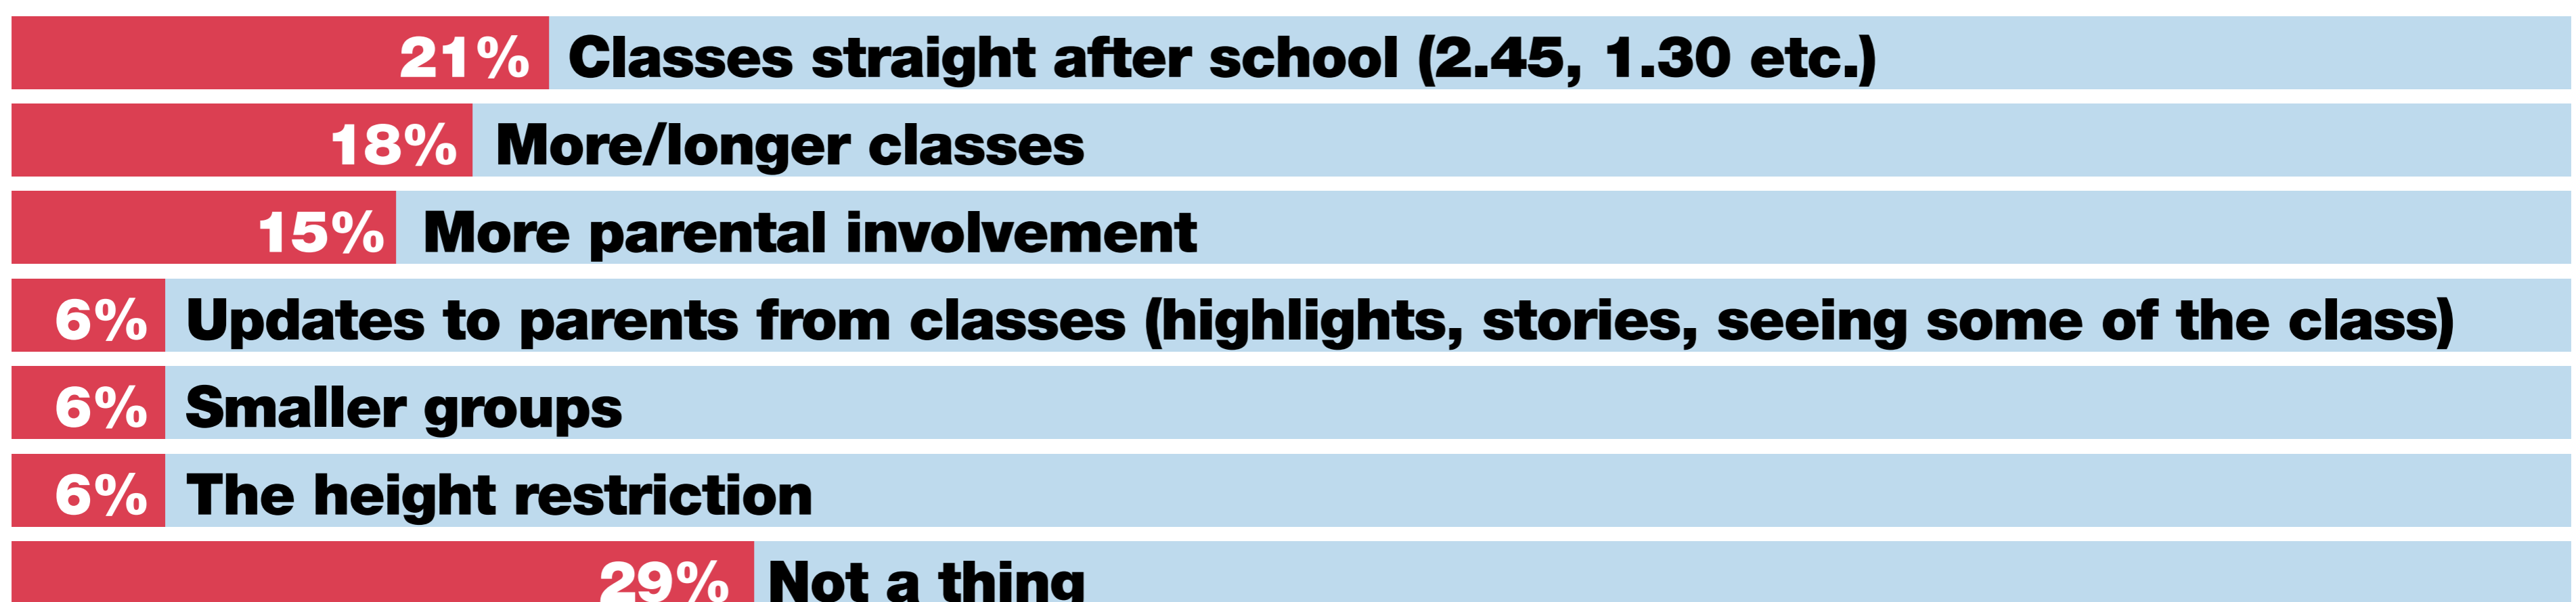 21% Classes straight after school (2.45, 1.30 etc.)
18% More/longer classes
15% More parental involvement
6% Updates to parents from classes (highlights, stories, seeing some of the class)
6% Smaller groups
6% The height restriction
29% Not a thing